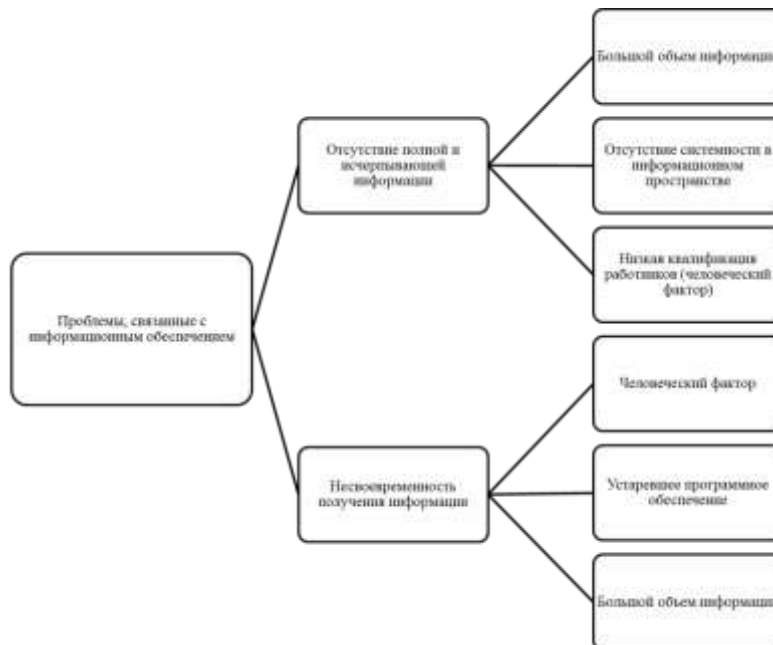 Большой объем информации
Отсутствие полной и
исчерпывающей
информации
Отсутствие системности в
информационном
пространстве
Низкая квалификация
работников (человеческий
фактор)
Проблемы, связанные с
информационным обеспечением
Человеческий фактор
Несвоевременность
получения информации
Устаревшее программное
обеспечение
Большой объем информации